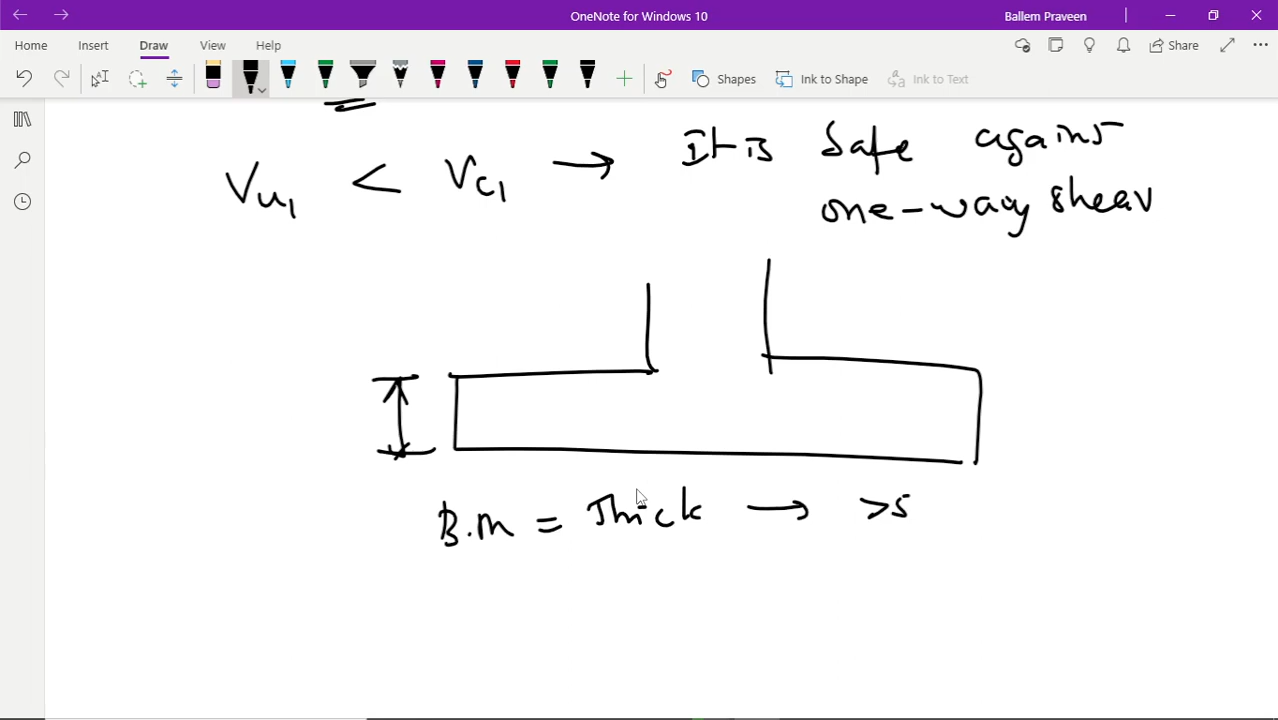 OneNote for Windows 10
Ballem Praveen
Home Insert Draw View Help
Share
Shapes Ink to Shape Ink to Text
Vu1 < Vc1 → It is safe against
one-way shear
B.M = Thick → >5